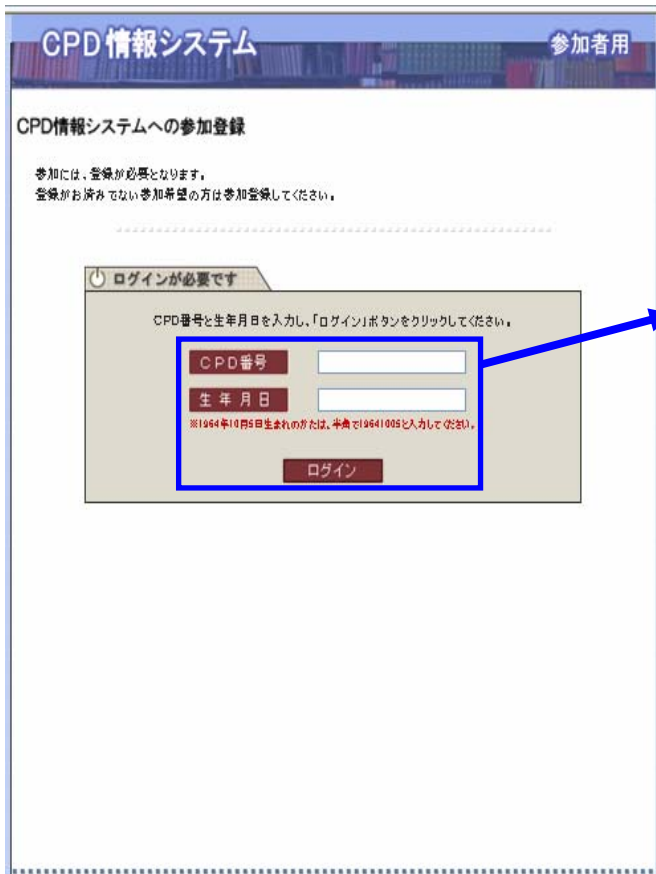 CPD情報システム
参加者用
CPD情報システムへの参加登録
参加には、登録が必要となります。
登録がお済みでない参加希望の方は参加登録してください。
ログインが必要です
CPD番号と生年月日を入力し、「ログイン」ボタンをクリックしてください。
CPD番号
生年月日
※1964年10月5日生まれのかたは、半角で19641005と入力してください。
ログイン